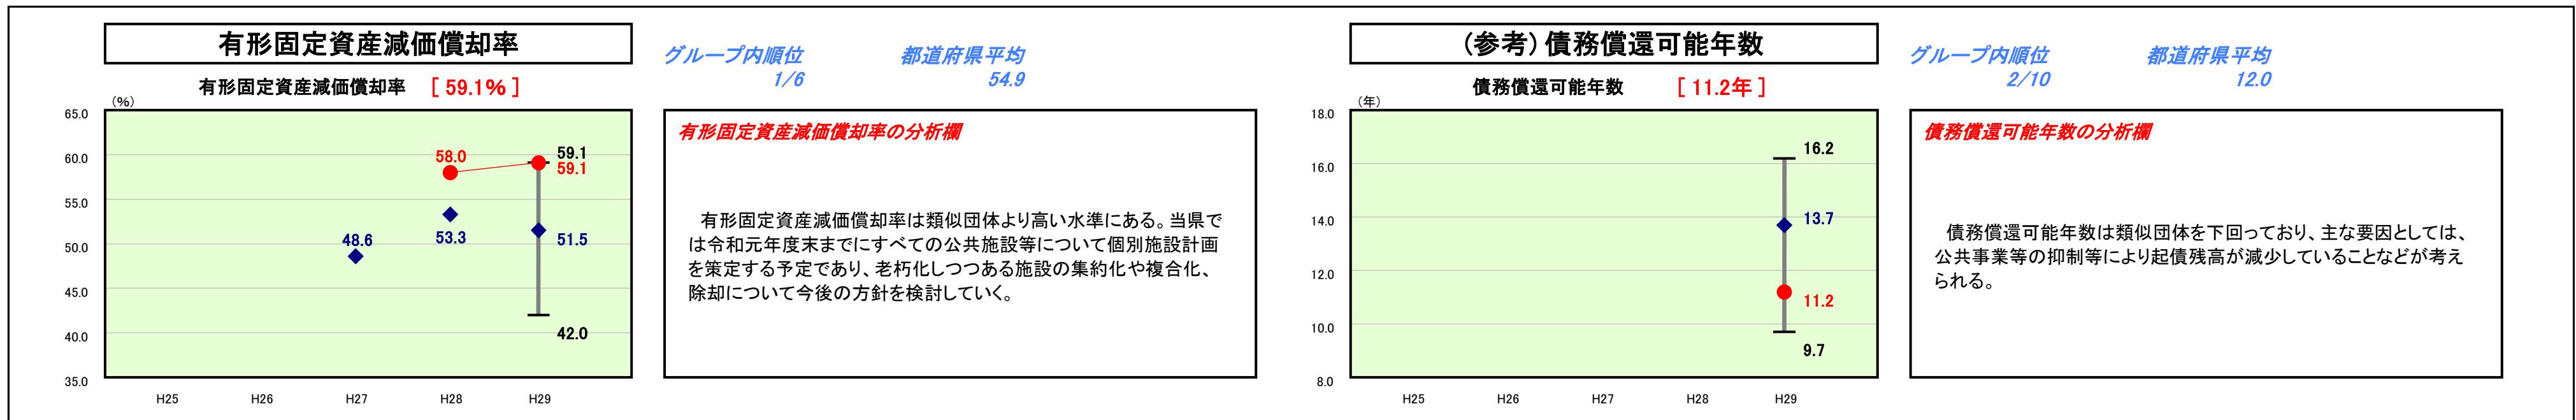 有形固定資産減価償却率
有形固定資産減価償却率 [ 59.1% ]
グループ内順位 都道府県平均
1/6 54.9
(%)
65.0
60.0
55.0
50.0
45.0
40.0
35.0
58.0
59.1
59.1
48.6
53.3
51.5
42.0
H25 H26 H27 H28 H29
有形固定資産減価償却率の分析欄
有形固定資産減価償却率は類似団体より高い水準にある。当県で
は令和元年度末までにすべての公共施設等について個別施設計画
を策定する予定であり、老朽化しつつある施設の集約化や複合化、
除却について今後の方針を検討していく。
(参考)債務償還可能年数
債務償還可能年数 [ 11.2年 ]
グループ内順位 都道府県平均
2/10 12.0
(年)
18.0
16.0
14.0
12.0
10.0
8.0
16.2
13.7
11.2
9.7
H25 H26 H27 H28 H29
債務償還可能年数の分析欄
債務償還可能年数は類似団体を下回っており、主な要因としては、
公共事業等の抑制等により起債残高が減少していることなどが考え
られる。